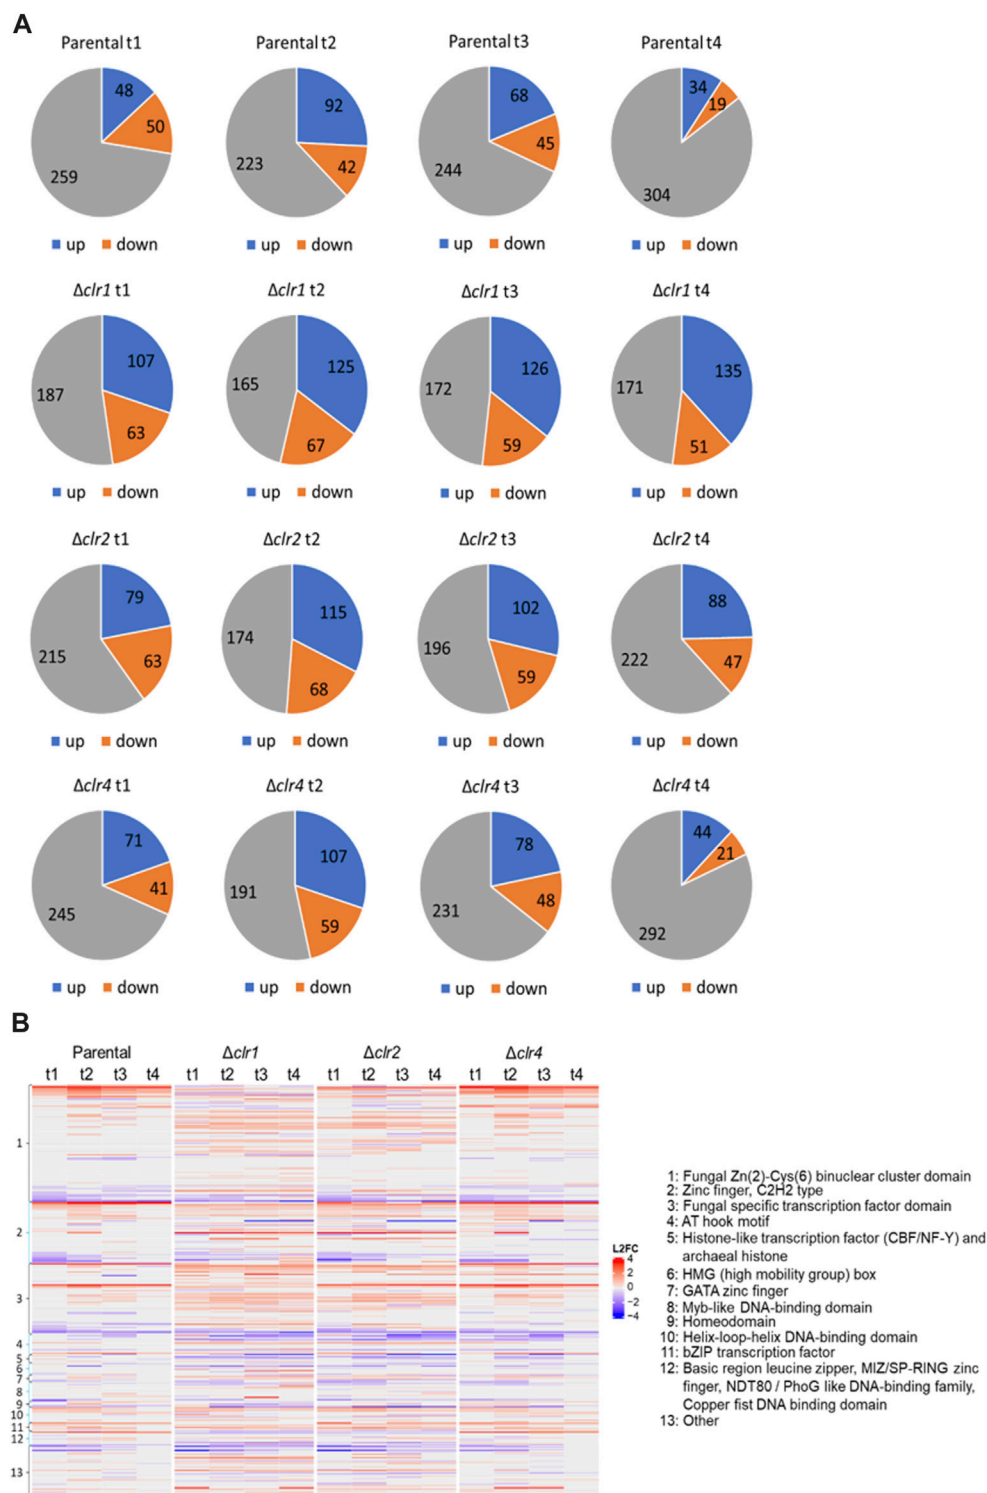 A
Parental t1 Parental t2 Parental t3 Parental t4
48 50 259 92 42 223 68 45 244 34 19 304
up down up down up down up down
Δclr1 t1 Δclr1 t2 Δclr1 t3 Δclr1 t4
107 63 187 125 67 165 126 59 172 135 51 171
up down up down up down up down
Δclr2 t1 Δclr2 t2 Δclr2 t3 Δclr2 t4
79 63 215 115 68 174 102 59 196 88 47 222
up down up down up down up down
Δclr4 t1 Δclr4 t2 Δclr4 t3 Δclr4 t4
71 41 245 107 59 191 78 48 231 44 21 292
up down up down up down up down
B
Parental Δclr1 Δclr2 Δclr4
t1 t2 t3 t4 t1 t2 t3 t4 t1 t2 t3 t4 t1 t2 t3 t4
1
2
3
4
5
6
7
8
9
10
11
12
13
L2FC
4
2
0
−2
−4
1: Fungal Zn(2)-Cys(6) binuclear cluster domain
2: Zinc finger, C2H2 type
3: Fungal specific transcription factor domain
4: AT hook motif
5: Histone-like transcription factor (CBF/NF-Y) and
archaeal histone
6: HMG (high mobility group) box
7: GATA zinc finger
8: Myb-like DNA-binding domain
9: Homeodomain
10: Helix-loop-helix DNA-binding domain
11: bZIP transcription factor
12: Basic region leucine zipper, MIZ/SP-RING zinc
finger, NDT80 / PhoG like DNA-binding family,
Copper fist DNA binding domain
13: Other